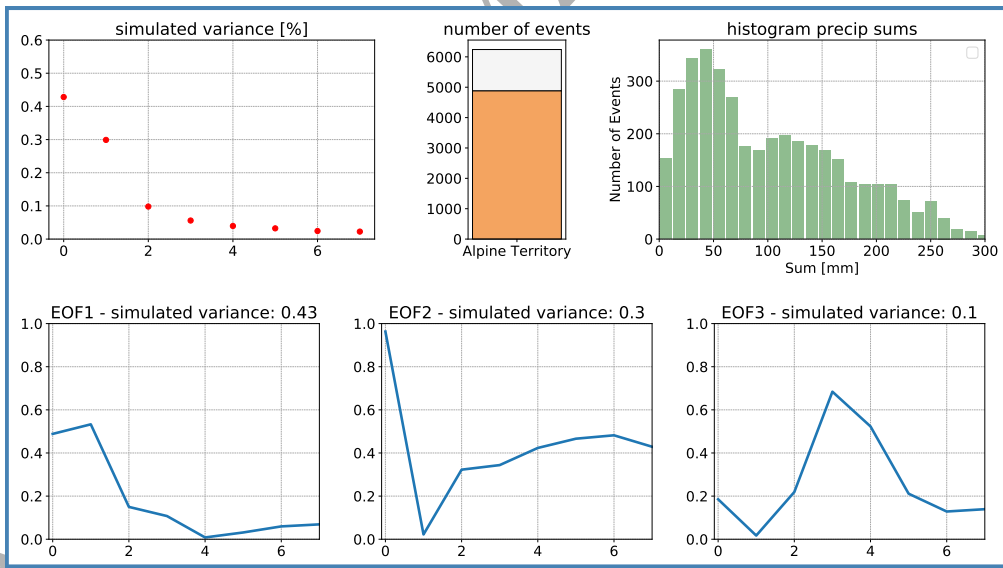 simulated variance [%]
0.6
0.5
0.4
0.3
0.2
0.1
0.0
0 2 4 6
number of events
6000
5000
4000
3000
2000
1000
0
Alpine Territory
histogram precip sums
Number of Events
300
200
100
0
0 50 100 150 200 250 300
Sum [mm]
EOF1 - simulated variance: 0.43
1.0
0.8
0.6
0.4
0.2
0.0
0 2 4 6
EOF2 - simulated variance: 0.3
1.0
0.8
0.6
0.4
0.2
0.0
0 2 4 6
EOF3 - simulated variance: 0.1
1.0
0.8
0.6
0.4
0.2
0.0
0 2 4 6